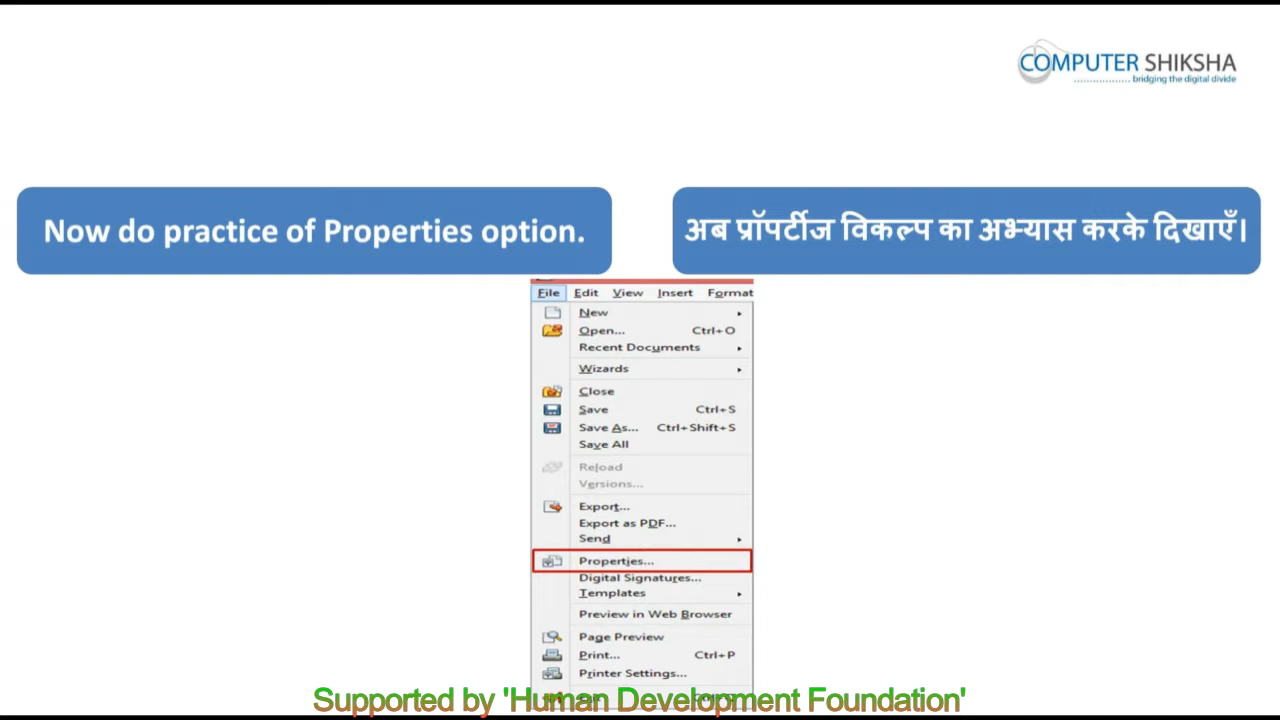 COMPUTER SHIKSHA
bridging the digital divide
Now do practice of Properties option.
अब प्रॉपर्टीज विकल्प का अभ्यास करके दिखाएँ।
File Edit View Insert Format
New
Open... Ctrl+O
Recent Documents
Wizards
Close
Save Ctrl+S
Save As... Ctrl+Shift+S
Save All
Reload
Versions...
Export...
Export as PDF...
Send
Properties...
Digital Signatures...
Templates
Preview in Web Browser
Page Preview
Print... Ctrl+P
Printer Settings...
Supported by 'Human Development Foundation'